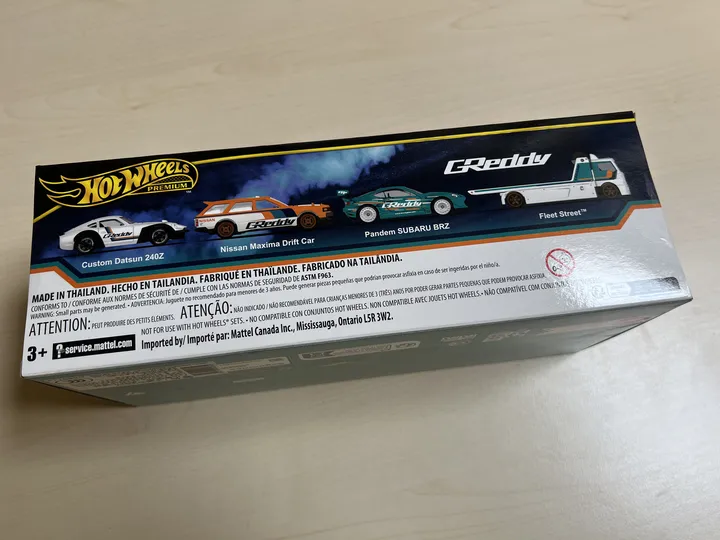 HOT WHEELS
PREMIUM™
GReddy
GReddy
GReddy
GReddy
Custom Datsun 240Z
Nissan Maxima Drift Car
Pandem SUBARU BRZ
Fleet Street™
MADE IN THAILAND. HECHO EN TAILANDIA. FABRIQUÉ EN THAÏLANDE. FABRICADO NA TAILÂNDIA.
CONFORMS TO / CONFORME AUX NORMES DE SÉCURITÉ DE / CUMPLE CON LAS NORMAS DE SEGURIDAD DE ASTM F963.
WARNING: Small parts may be generated. • ADVERTENCIA: Juguete no recomendado para menores de 3 años. Puede generar piezas pequeñas que podrían provocar asfixia en caso de ser ingeridas por el niño/a.
ATTENTION: PEUT PRODUIRE DES PETITS ÉLÉMENTS. ATENÇÃO: NÃO INDICADO / NÃO RECOMENDÁVEL PARA CRIANÇAS MENORES DE 3 (TRÊS) ANOS POR PODER GERAR PARTES PEQUENAS QUE PODEM PROVOCAR ASFIXIA.
NOT FOR USE WITH HOT WHEELS® SETS. • NO COMPATIBLE CON CONJUNTOS HOT WHEELS. NON COMPATIBLE AVEC JOUETS HOT WHEELS. • NÃO COMPATÍVEL COM
3+ service.mattel.com Imported by/ Importé par: Mattel Canada Inc., Mississauga, Ontario L5R 3W2.